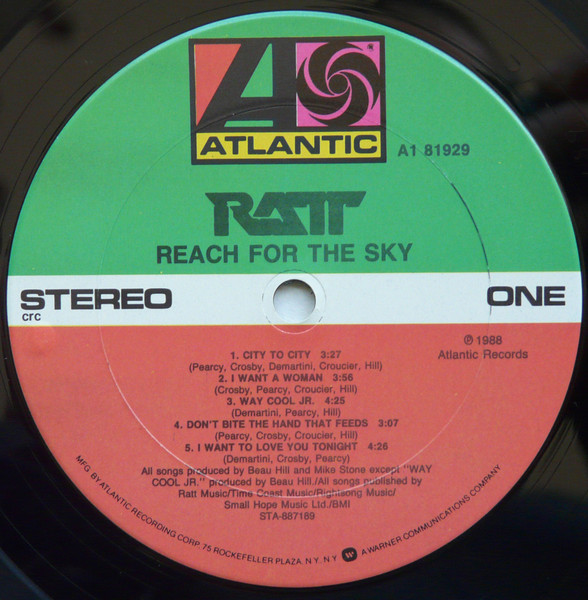 ATLANTIC
A1 81929
RATT
REACH FOR THE SKY
STEREO
ONE
crc
℗ 1988
Atlantic Records
1. CITY TO CITY 3:27
(Pearcy, Crosby, Demartini, Croucier, Hill)
2. I WANT A WOMAN 3:56
(Crosby, Pearcy, Croucier, Hill)
3. WAY COOL JR. 4:25
(Demartini, Pearcy, Hill)
4. DON'T BITE THE HAND THAT FEEDS 3:07
(Pearcy, Crosby, Croucier, Hill)
5. I WANT TO LOVE YOU TONIGHT 4:26
(Demartini, Crosby, Pearcy)
All songs produced by Beau Hill and Mike Stone except "WAY
COOL JR." produced by Beau Hill./All songs published by
Ratt Music/Time Coast Music/Rightsong Music/
Small Hope Music Ltd./BMI
STA-887189
MFG. BY ATLANTIC RECORDING CORP. 75 ROCKEFELLER PLAZA, N.Y. N.Y. A WARNER COMMUNICATIONS COMPANY